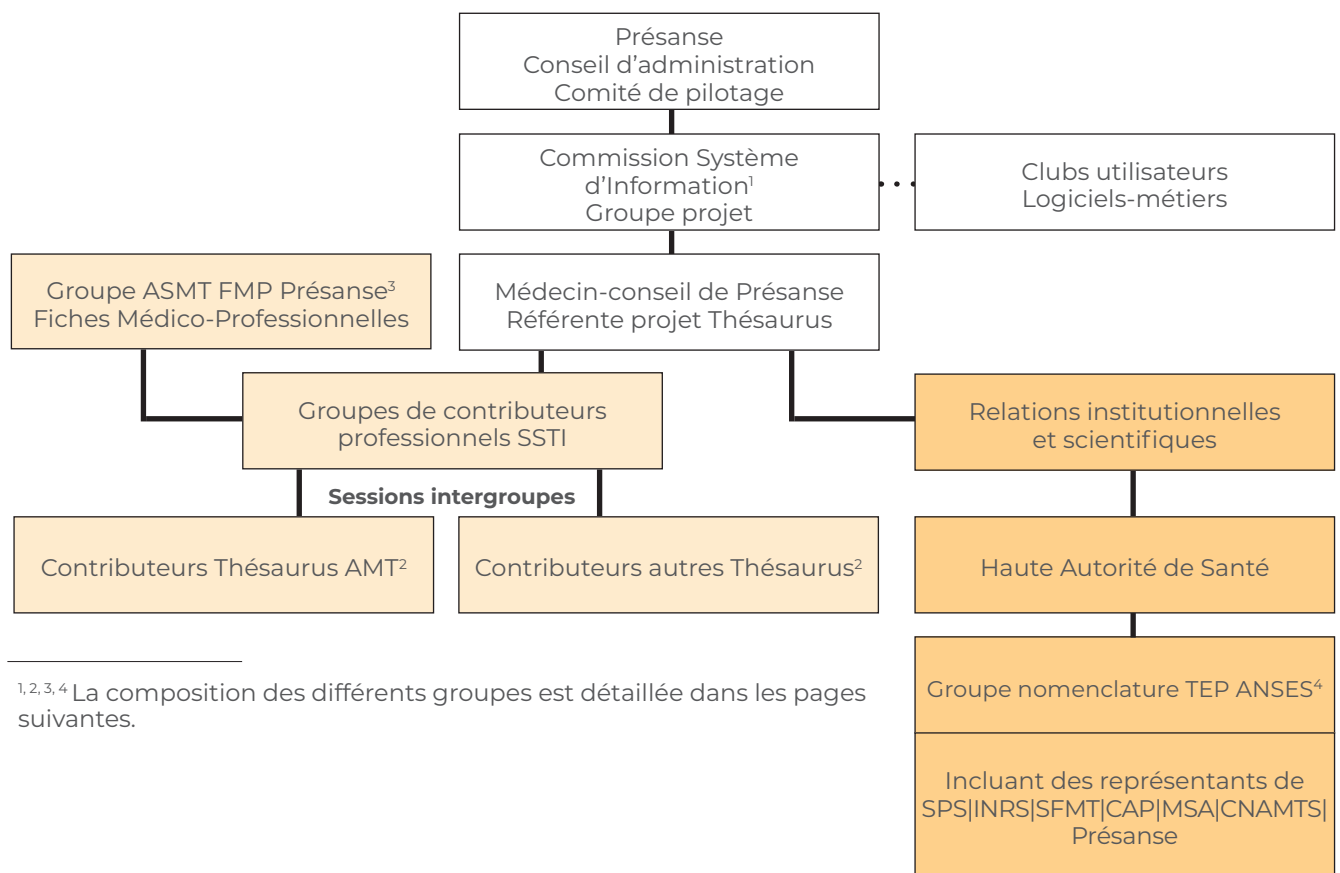 Présanse
Conseil d’administration
Comité de pilotage
Commission Système
d’Information¹
Groupe projet
Clubs utilisateurs
Logiciels-métiers
Groupe ASMT FMP Présanse³
Fiches Médico-Professionnelles
Médecin-conseil de Présanse
Référente projet Thésaurus
Groupes de contributeurs
professionnels SSTI
Relations institutionnelles
et scientifiques
Sessions intergroupes
Contributeurs Thésaurus AMT²
Contributeurs autres Thésaurus²
Haute Autorité de Santé
Groupe nomenclature TEP ANSES⁴
Incluant des représentants de
SPS|INRS|SFMT|CAP|MSA|CNAMTS|
Présanse
¹, ², ³, ⁴ La composition des différents groupes est détaillée dans les pages
suivantes.